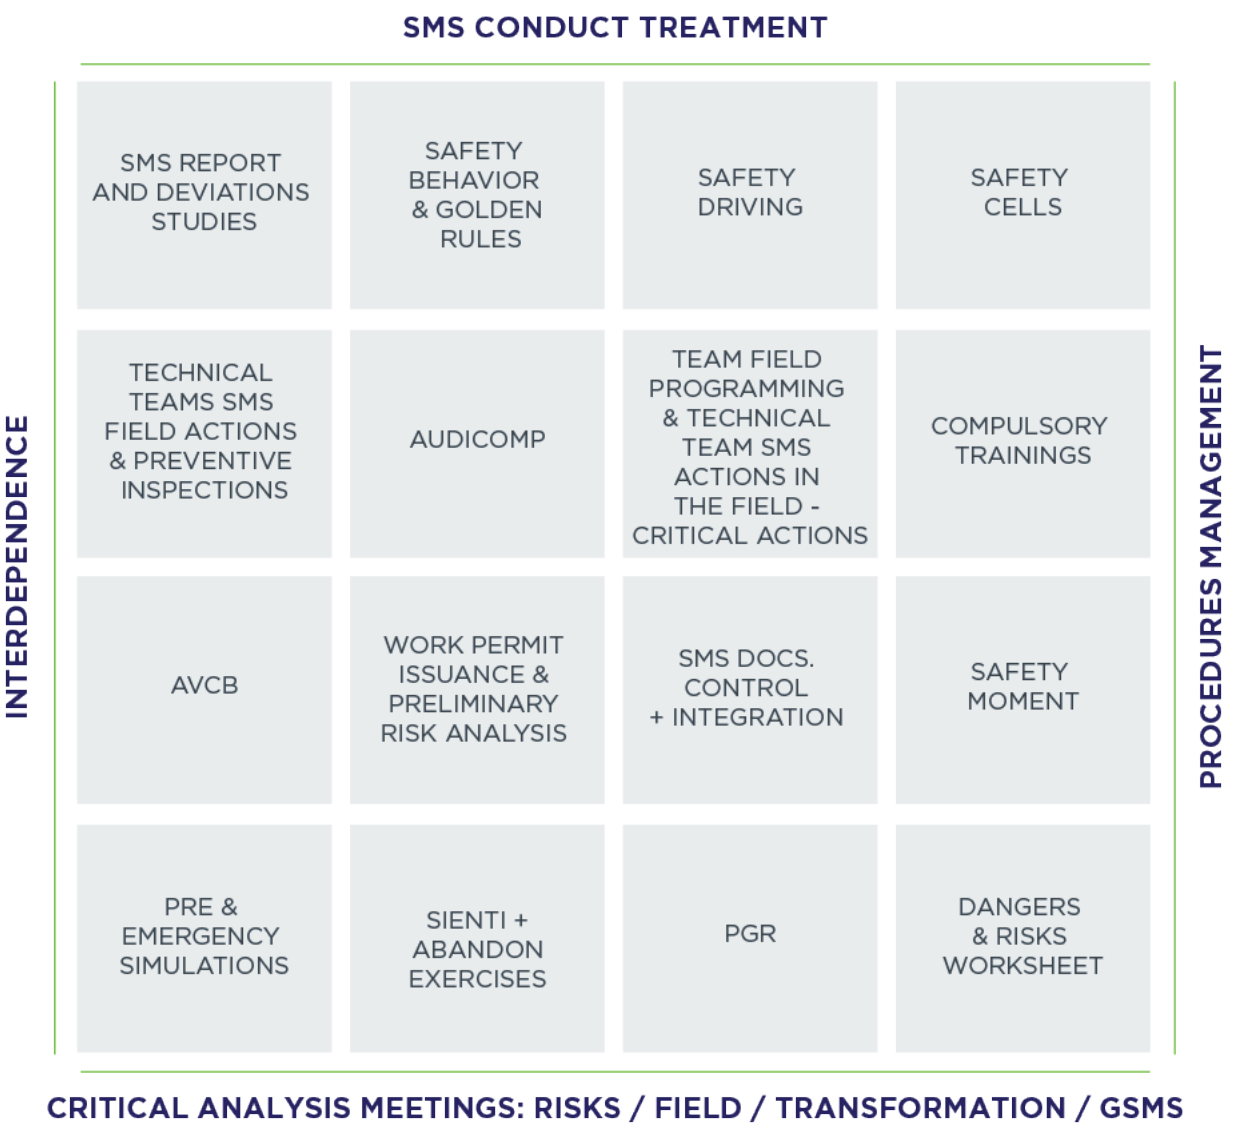 SMS CONDUCT TREATMENT
SMS REPORT
AND DEVIATIONS
STUDIES
SAFETY
BEHAVIOR
& GOLDEN
RULES
SAFETY
DRIVING
SAFETY
CELLS
TECHNICAL
TEAMS SMS
FIELD ACTIONS
& PREVENTIVE
INSPECTIONS
AUDICOMP
TEAM FIELD
PROGRAMMING
& TECHNICAL
TEAM SMS
ACTIONS IN
THE FIELD -
CRITICAL ACTIONS
COMPULSORY
TRAININGS
AVCB
WORK PERMIT
ISSUANCE &
PRELIMINARY
RISK ANALYSIS
SMS DOCS.
CONTROL
+ INTEGRATION
SAFETY
MOMENT
PRE &
EMERGENCY
SIMULATIONS
SIENTI +
ABANDON
EXERCISES
PGR
DANGERS
& RISKS
WORKSHEET
INTERDEPENDENCE
PROCEDURES MANAGEMENT
CRITICAL ANALYSIS MEETINGS: RISKS / FIELD / TRANSFORMATION / GSMS